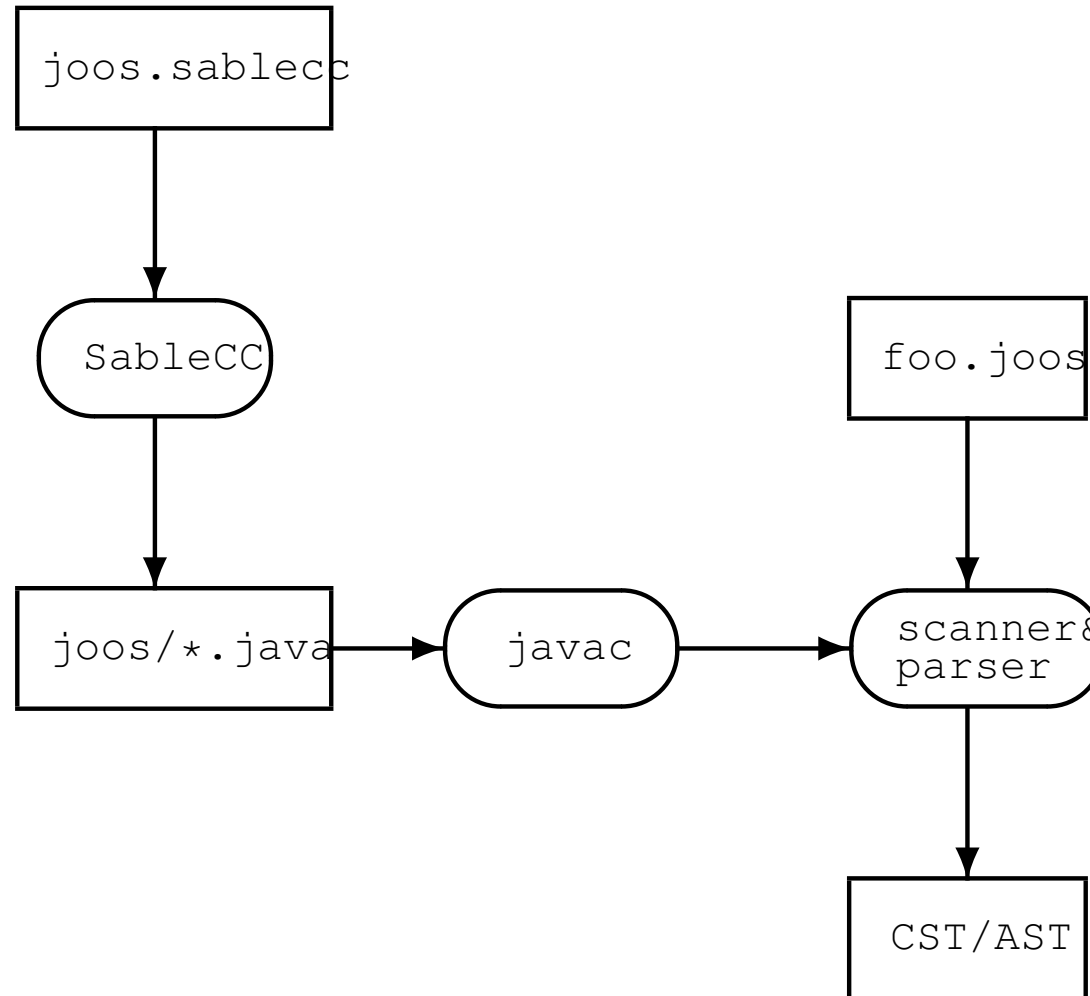 joos.sablecc
SableCC
foo.joos
joos/*.java
javac
scanner&
parser
CST/AST